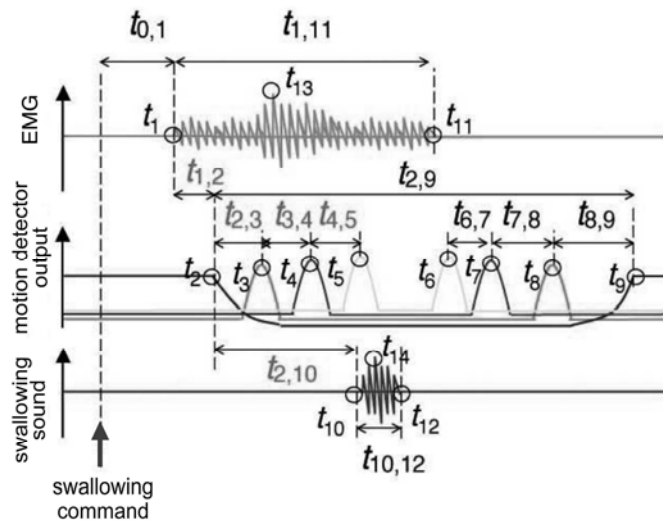 t0,1 t1,11
EMG
t13
t1 t11
t1,2 t2,9
t2,3 t3,4 t4,5 t6,7 t7,8 t8,9
motion detector
output
t2 t3 t4 t5 t6 t7 t8 t9
t2,10 t14
swallowing
sound
t10 t12
t10,12
swallowing
command